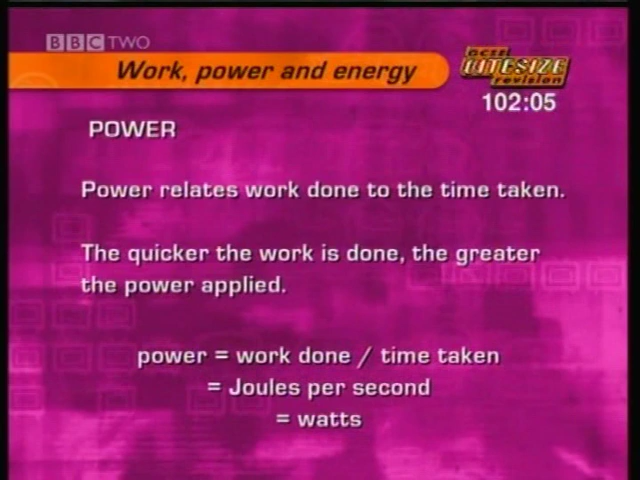 BBC TWO
Work, power and energy
GCSE
BITESIZE
revision
102:05
POWER
Power relates work done to the time taken.
The quicker the work is done, the greater
the power applied.
power = work done / time taken
= Joules per second
= watts